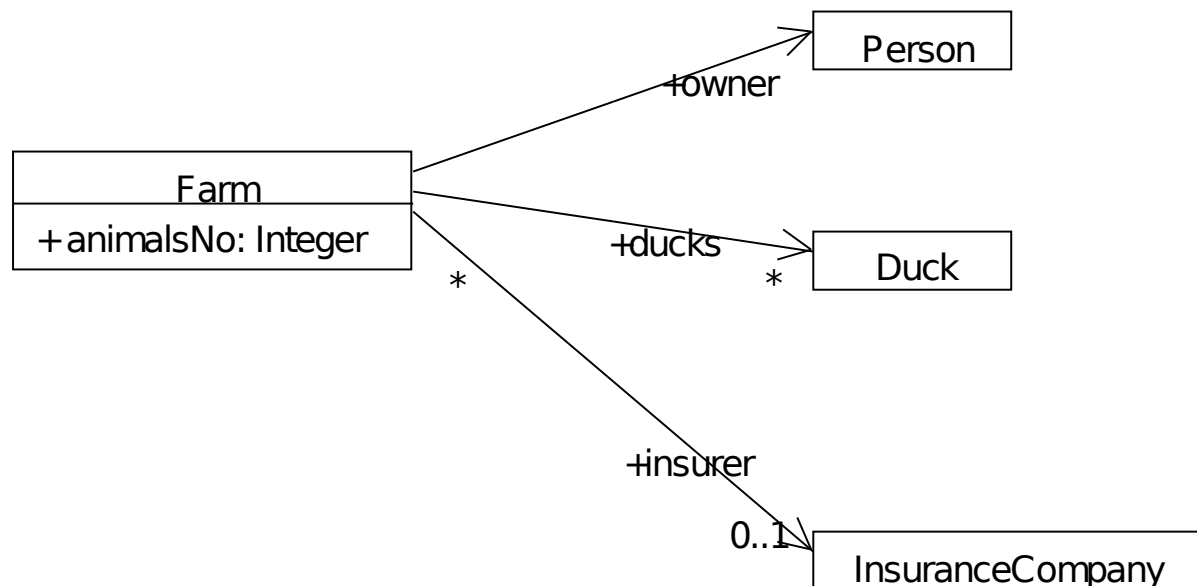 Person
+owner
Farm
+ animalsNo: Integer
+ducks
*
*
Duck
+insurer
0..1
InsuranceCompany